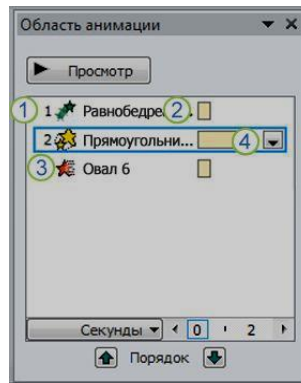 Область анимации
Просмотр
1 1 Равнобедре... 2
2 Прямоугольни... 4
3 Овал 6
Секунды 0 2
Порядок